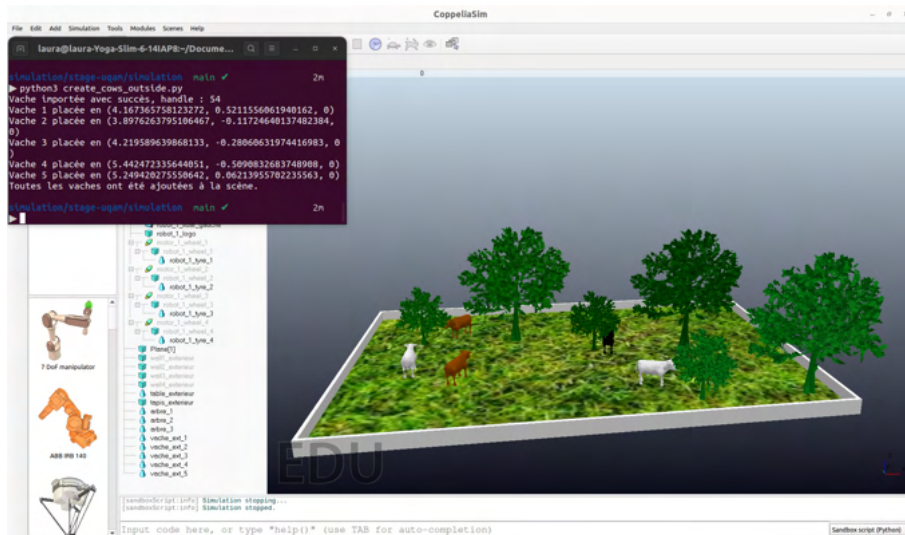 CoppeliaSim
File Edit Add Simulation Tools Modules Scenes Help
laura@laura-Yoga-Slim-6-14IAP8:~/Docume...
0
simulation/stage-uqam/simulation main ✔ 2m
▶ python3 create_cows_outside.py
Vache importée avec succès, handle : 54
Vache 1 placée en (4.167365758123272, 0.5211556061940162, 0)
Vache 2 placée en (3.8976263795106467, -0.11724640137482384,
0)
Vache 3 placée en (4.219589639868133, -0.28060631974416983, 0
)
Vache 4 placée en (5.442472335644051, -0.5090832683748908, 0)
Vache 5 placée en (5.249420275550642, 0.06213955702235563, 0)
Toutes les vaches ont été ajoutées à la scène.
simulation/stage-uqam/simulation main ✔ 2m
▶
robot_1_logo
motor_1_wheel_1
robot_1_wheel_1
robot_1_tyre_1
motor_1_wheel_2
robot_1_wheel_2
robot_1_tyre_2
motor_1_wheel_3
robot_1_wheel_3
robot_1_tyre_3
motor_1_wheel_4
robot_1_wheel_4
robot_1_tyre_4
Plane[1]
wall1_exterieur
wall2_exterieur
wall3_exterieur
wall4_exterieur
table_exterieur
tapis_exterieur
arbre_1
arbre_2
arbre_3
vache_ext_1
vache_ext_2
vache_ext_3
vache_ext_4
vache_ext_5
7 DoF manipulator
ABB IRB 140
EDU
[sandboxScript:info] Simulation stopping...
[sandboxScript:info] Simulation stopped.
Input code here, or type "help()" (use TAB for auto-completion)
Sandbox script (Python)